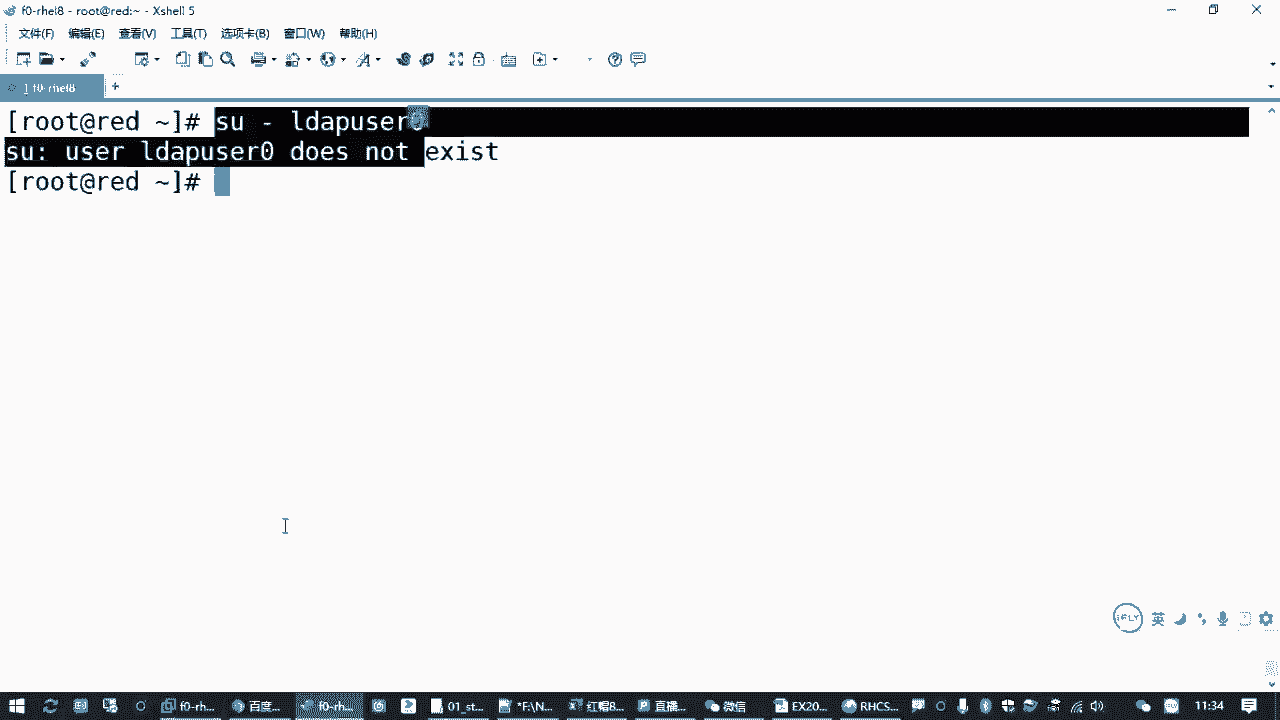 f0-rhel8 - root@red:~ - Xshell 5
文件(F) 编辑(E) 查看(V) 工具(T) 选项卡(B) 窗口(W) 帮助(H)
1 f0-rhel8 +
[root@red ~]# su - ldapuser0
su: user ldapuser0 does not exist
[root@red ~]#
iFLY 英
f0-rh... 百度... f0-rh... 01_st... *F:\N... 红帽8... 直播... 微信 EX20... RHCS... 11:34